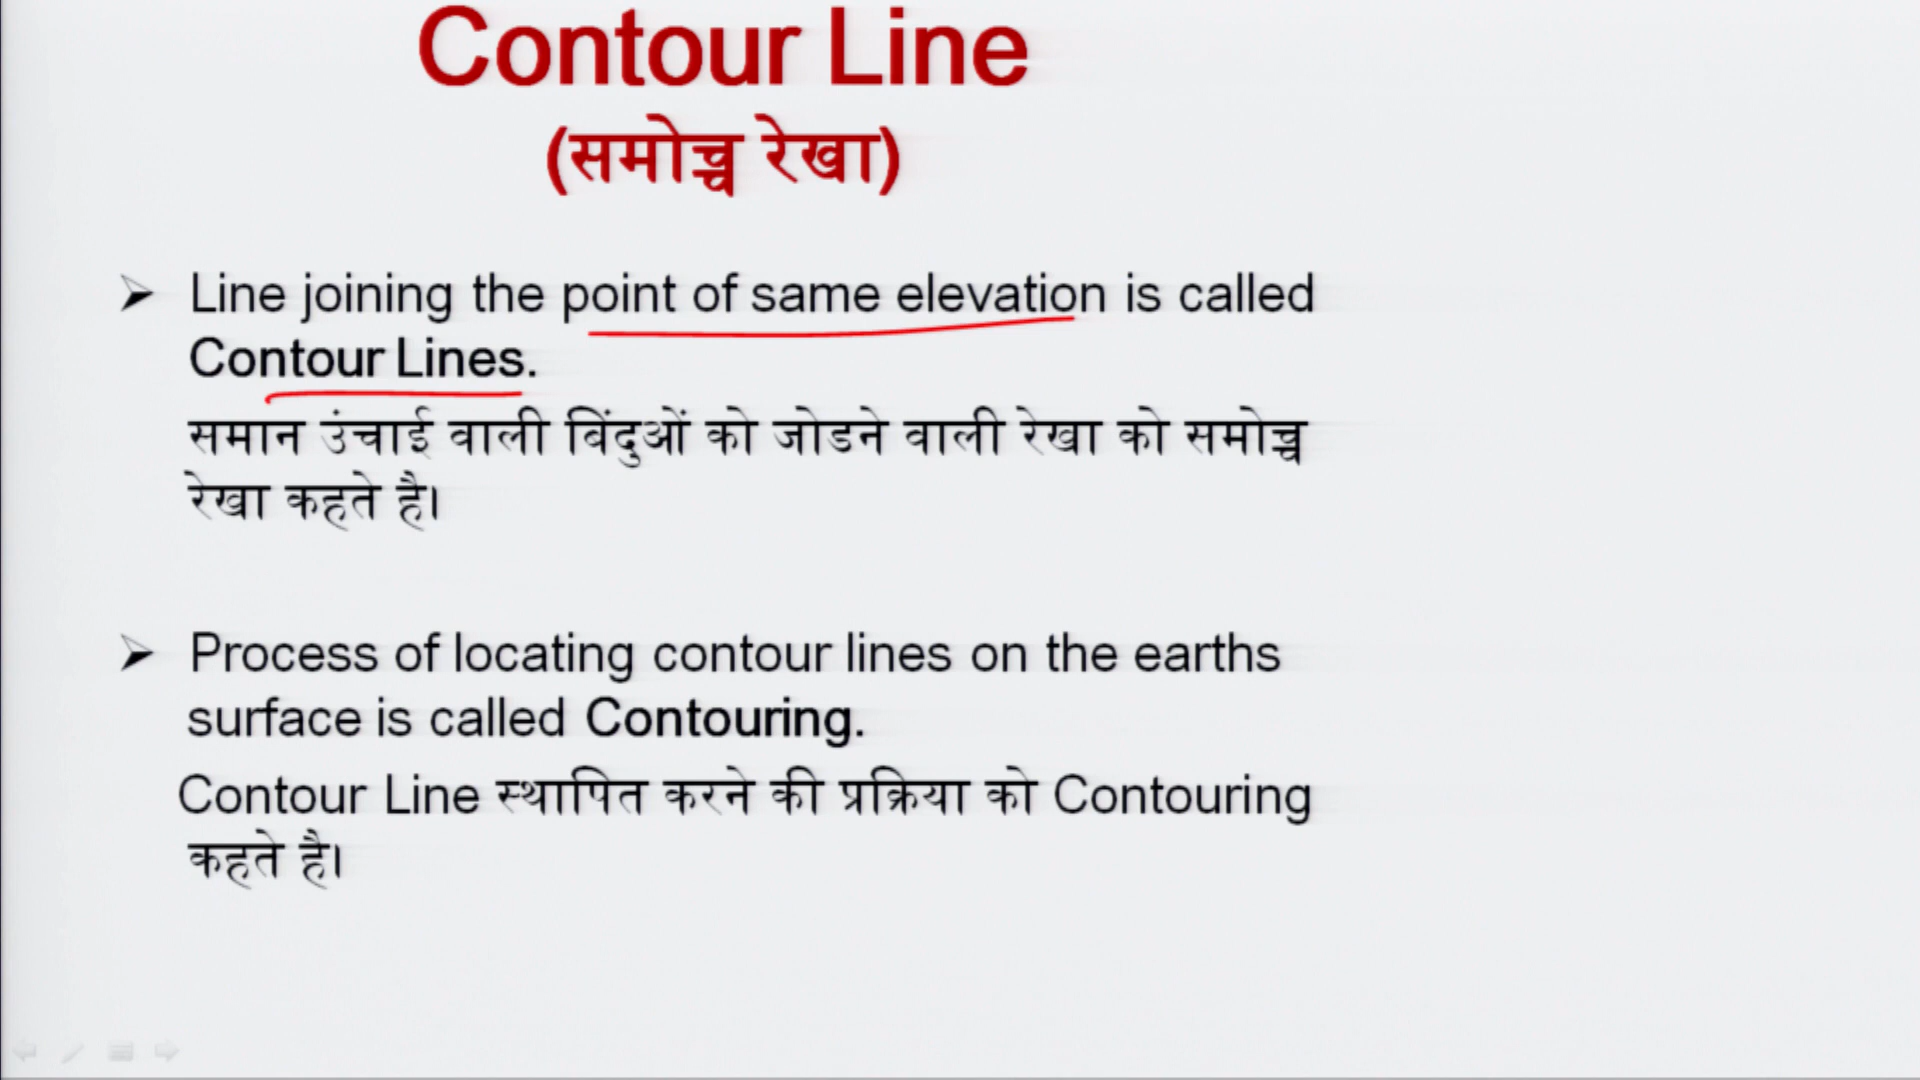 Contour Line
(समोच्च रेखा)
Line joining the point of same elevation is called
Contour Lines.
समान उंचाई वाली बिंदुओं को जोडने वाली रेखा को समोच्च
रेखा कहते है।
Process of locating contour lines on the earths
surface is called Contouring.
Contour Line स्थापित करने की प्रक्रिया को Contouring
कहते है।